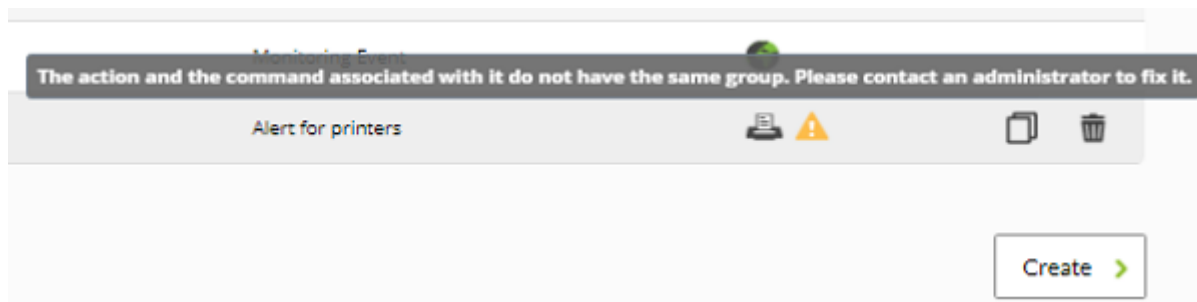 Monitoring Event
The action and the command associated with it do not have the same group. Please contact an administrator to fix it.
Alert for printers
Create